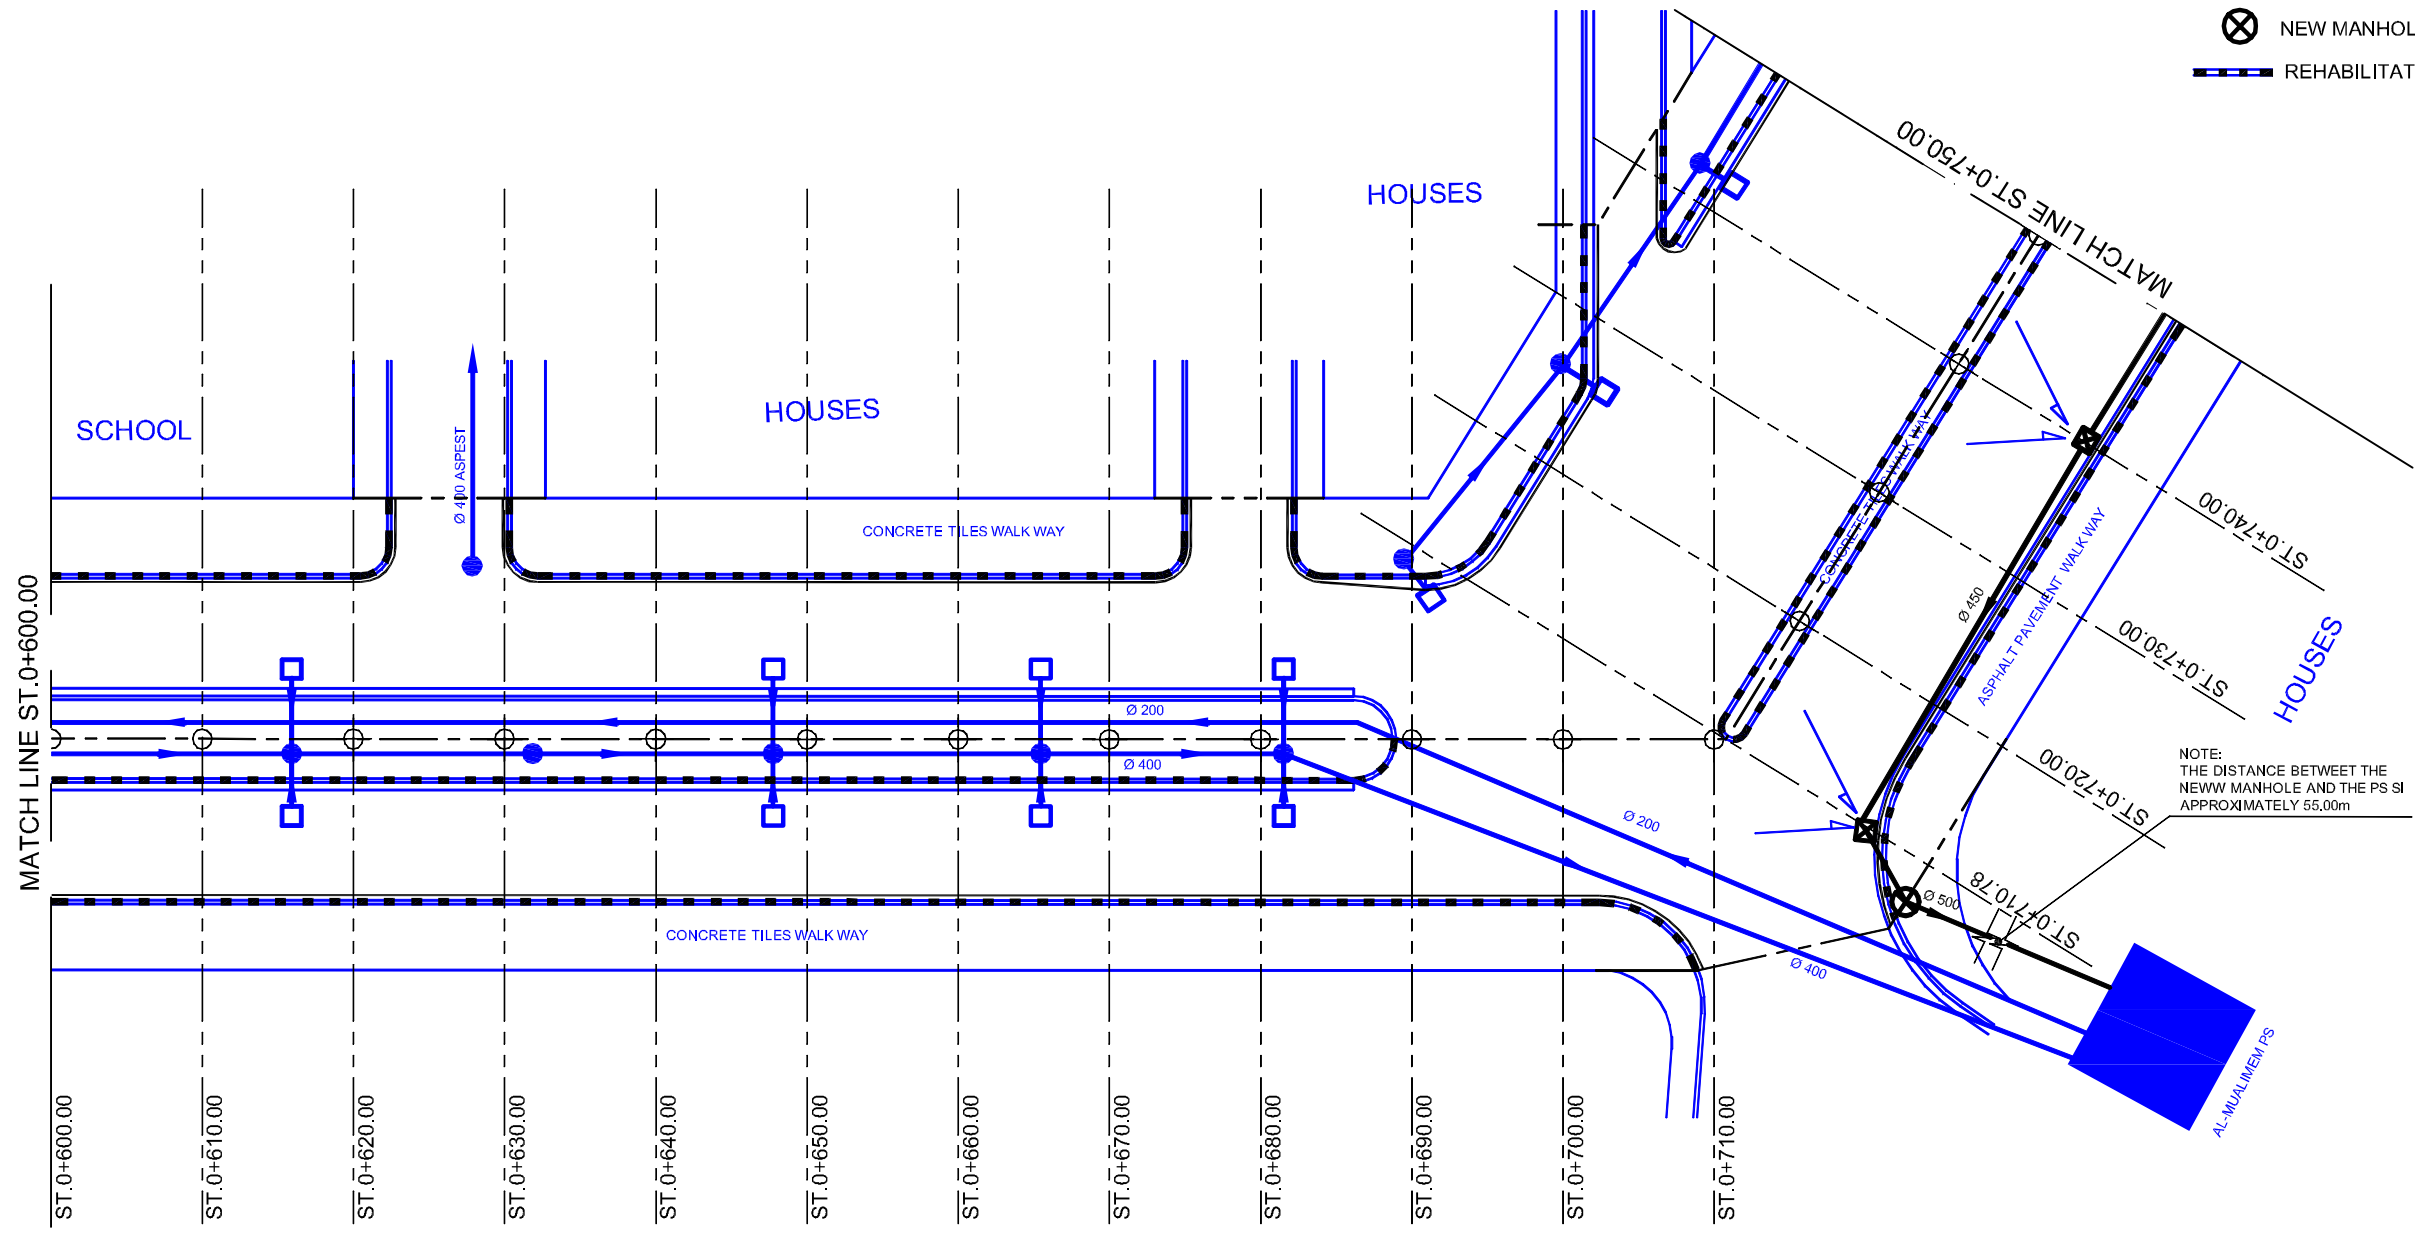 NEW MANHOL
REHABILITAT
MATCH LINE ST.0+750.00
HOUSES
HOUSES
SCHOOL
Ø 400 ASPEST
CONCRETE TILES WALK WAY
CONCRETE TILES WALK WAY
ASPHALT PAVEMENT WALK WAY
Ø 450
ST.0+740.00
ST.0+730.00
ST.0+720.00
ST.0+710.78
HOUSES
MATCH LINE ST.0+600.00
Ø 200
Ø 400
Ø 200
Ø 400
Ø 500
NOTE:
THE DISTANCE BETWEET THE
NEWW MANHOLE AND THE PS SI
APPROXIMATELY 55.00m
CONCRETE TILES WALK WAY
AL-MUALIMEM PS
ST.0+600.00
ST.0+610.00
ST.0+620.00
ST.0+630.00
ST.0+640.00
ST.0+650.00
ST.0+660.00
ST.0+670.00
ST.0+680.00
ST.0+690.00
ST.0+700.00
ST.0+710.00